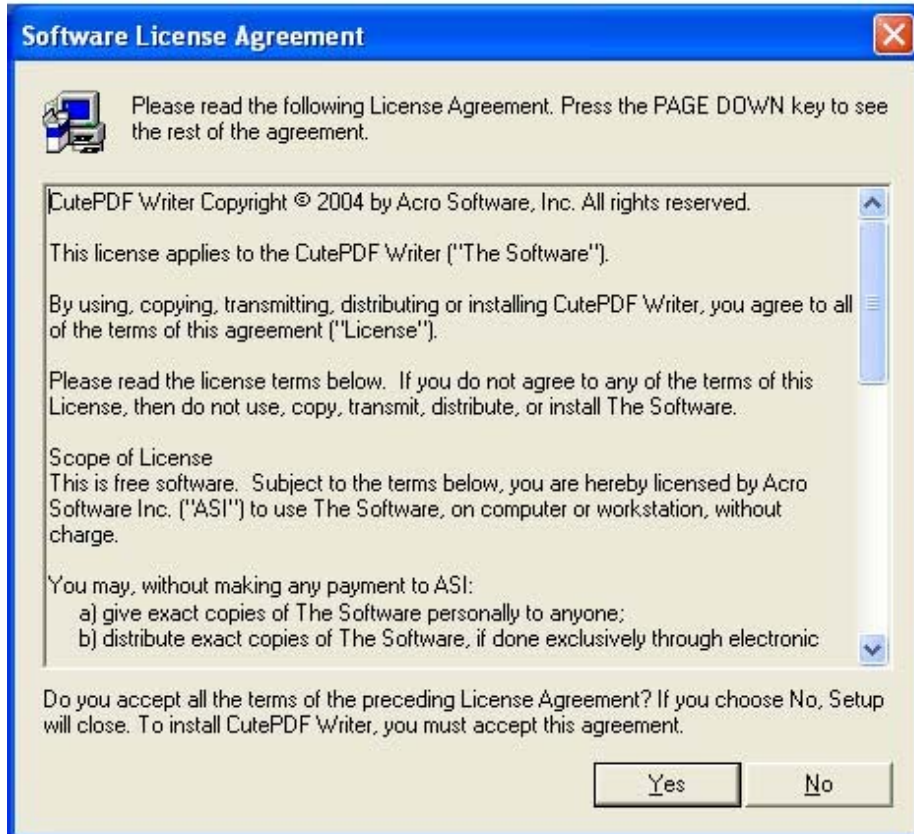 Software License Agreement
Please read the following License Agreement. Press the PAGE DOWN key to see
the rest of the agreement.
CutePDF Writer Copyright © 2004 by Acro Software, Inc. All rights reserved.
This license applies to the CutePDF Writer ("The Software").
By using, copying, transmitting, distributing or installing CutePDF Writer, you agree to all
of the terms of this agreement ("License").
Please read the license terms below. If you do not agree to any of the terms of this
License, then do not use, copy, transmit, distribute, or install The Software.
Scope of License
This is free software. Subject to the terms below, you are hereby licensed by Acro
Software Inc. ("ASI") to use The Software, on computer or workstation, without
charge.
You may, without making any payment to ASI:
a) give exact copies of The Software personally to anyone;
b) distribute exact copies of The Software, if done exclusively through electronic
Do you accept all the terms of the preceding License Agreement? If you choose No, Setup
will close. To install CutePDF Writer, you must accept this agreement.
Yes No